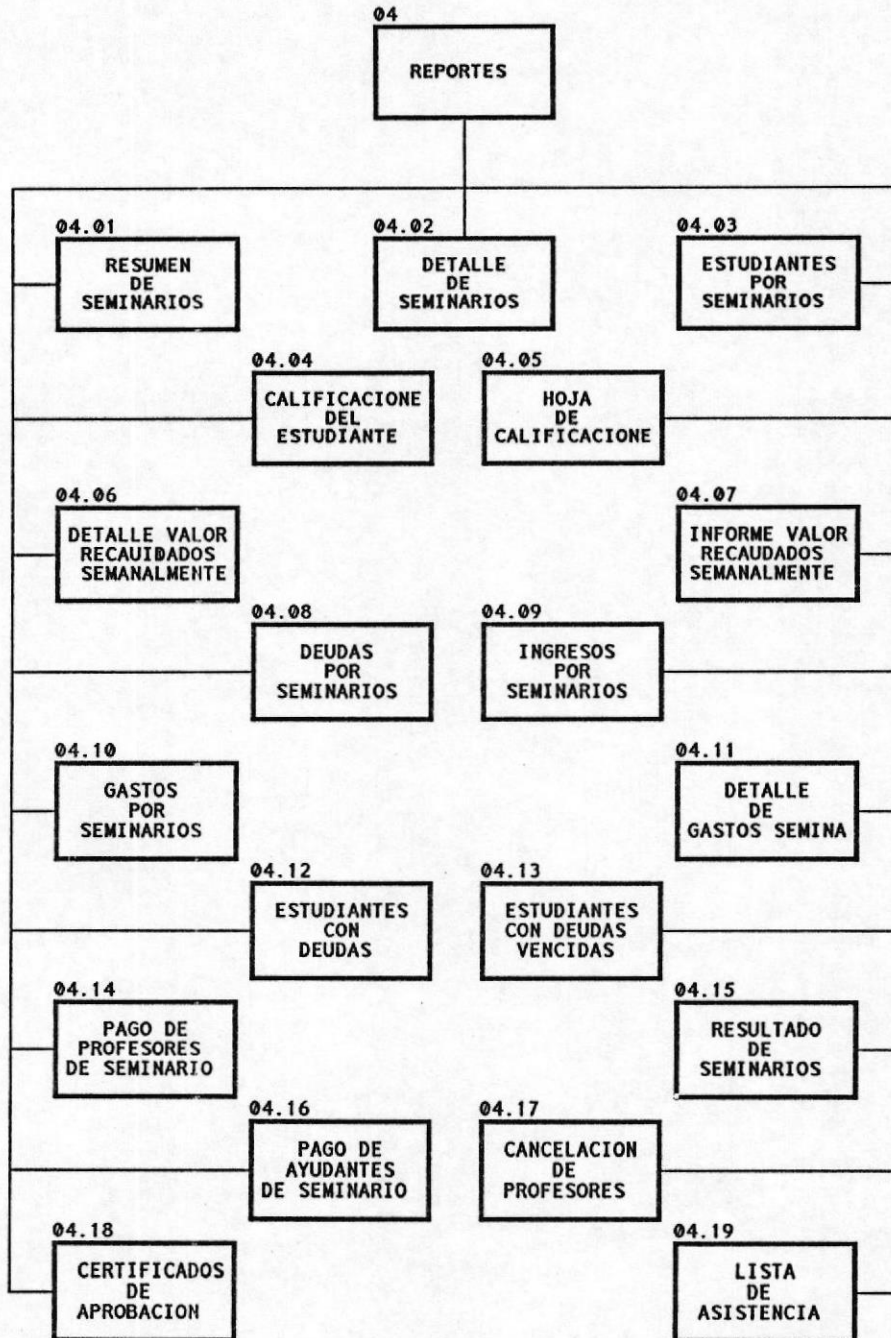 04
REPORTES
04.01
RESUMEN
DE
SEMINARIOS
04.02
DETALLE
DE
SEMINARIOS
04.03
ESTUDIANTES
POR
SEMINARIOS
04.04
CALIFICACIONE
DEL
ESTUDIANTE
04.05
HOJA
DE
CALIFICACIONE
04.06
DETALLE VALOR
RECAUIDADOS
SEMANALMENTE
04.07
INFORME VALOR
RECAUDADOS
SEMANALMENTE
04.08
DEUDAS
POR
SEMINARIOS
04.09
INGRESOS
POR
SEMINARIOS
04.10
GASTOS
POR
SEMINARIOS
04.11
DETALLE
DE
GASTOS SEMINA
04.12
ESTUDIANTES
CON
DEUDAS
04.13
ESTUDIANTES
CON DEUDAS
VENCIDAS
04.14
PAGO DE
PROFESORES
DE SEMINARIO
04.15
RESULTADO
DE
SEMINARIOS
04.16
PAGO DE
AYUDANTES
DE SEMINARIO
04.17
CANCELACION
DE
PROFESORES
04.18
CERTIFICADOS
DE
APROBACION
04.19
LISTA
DE
ASISTENCIA